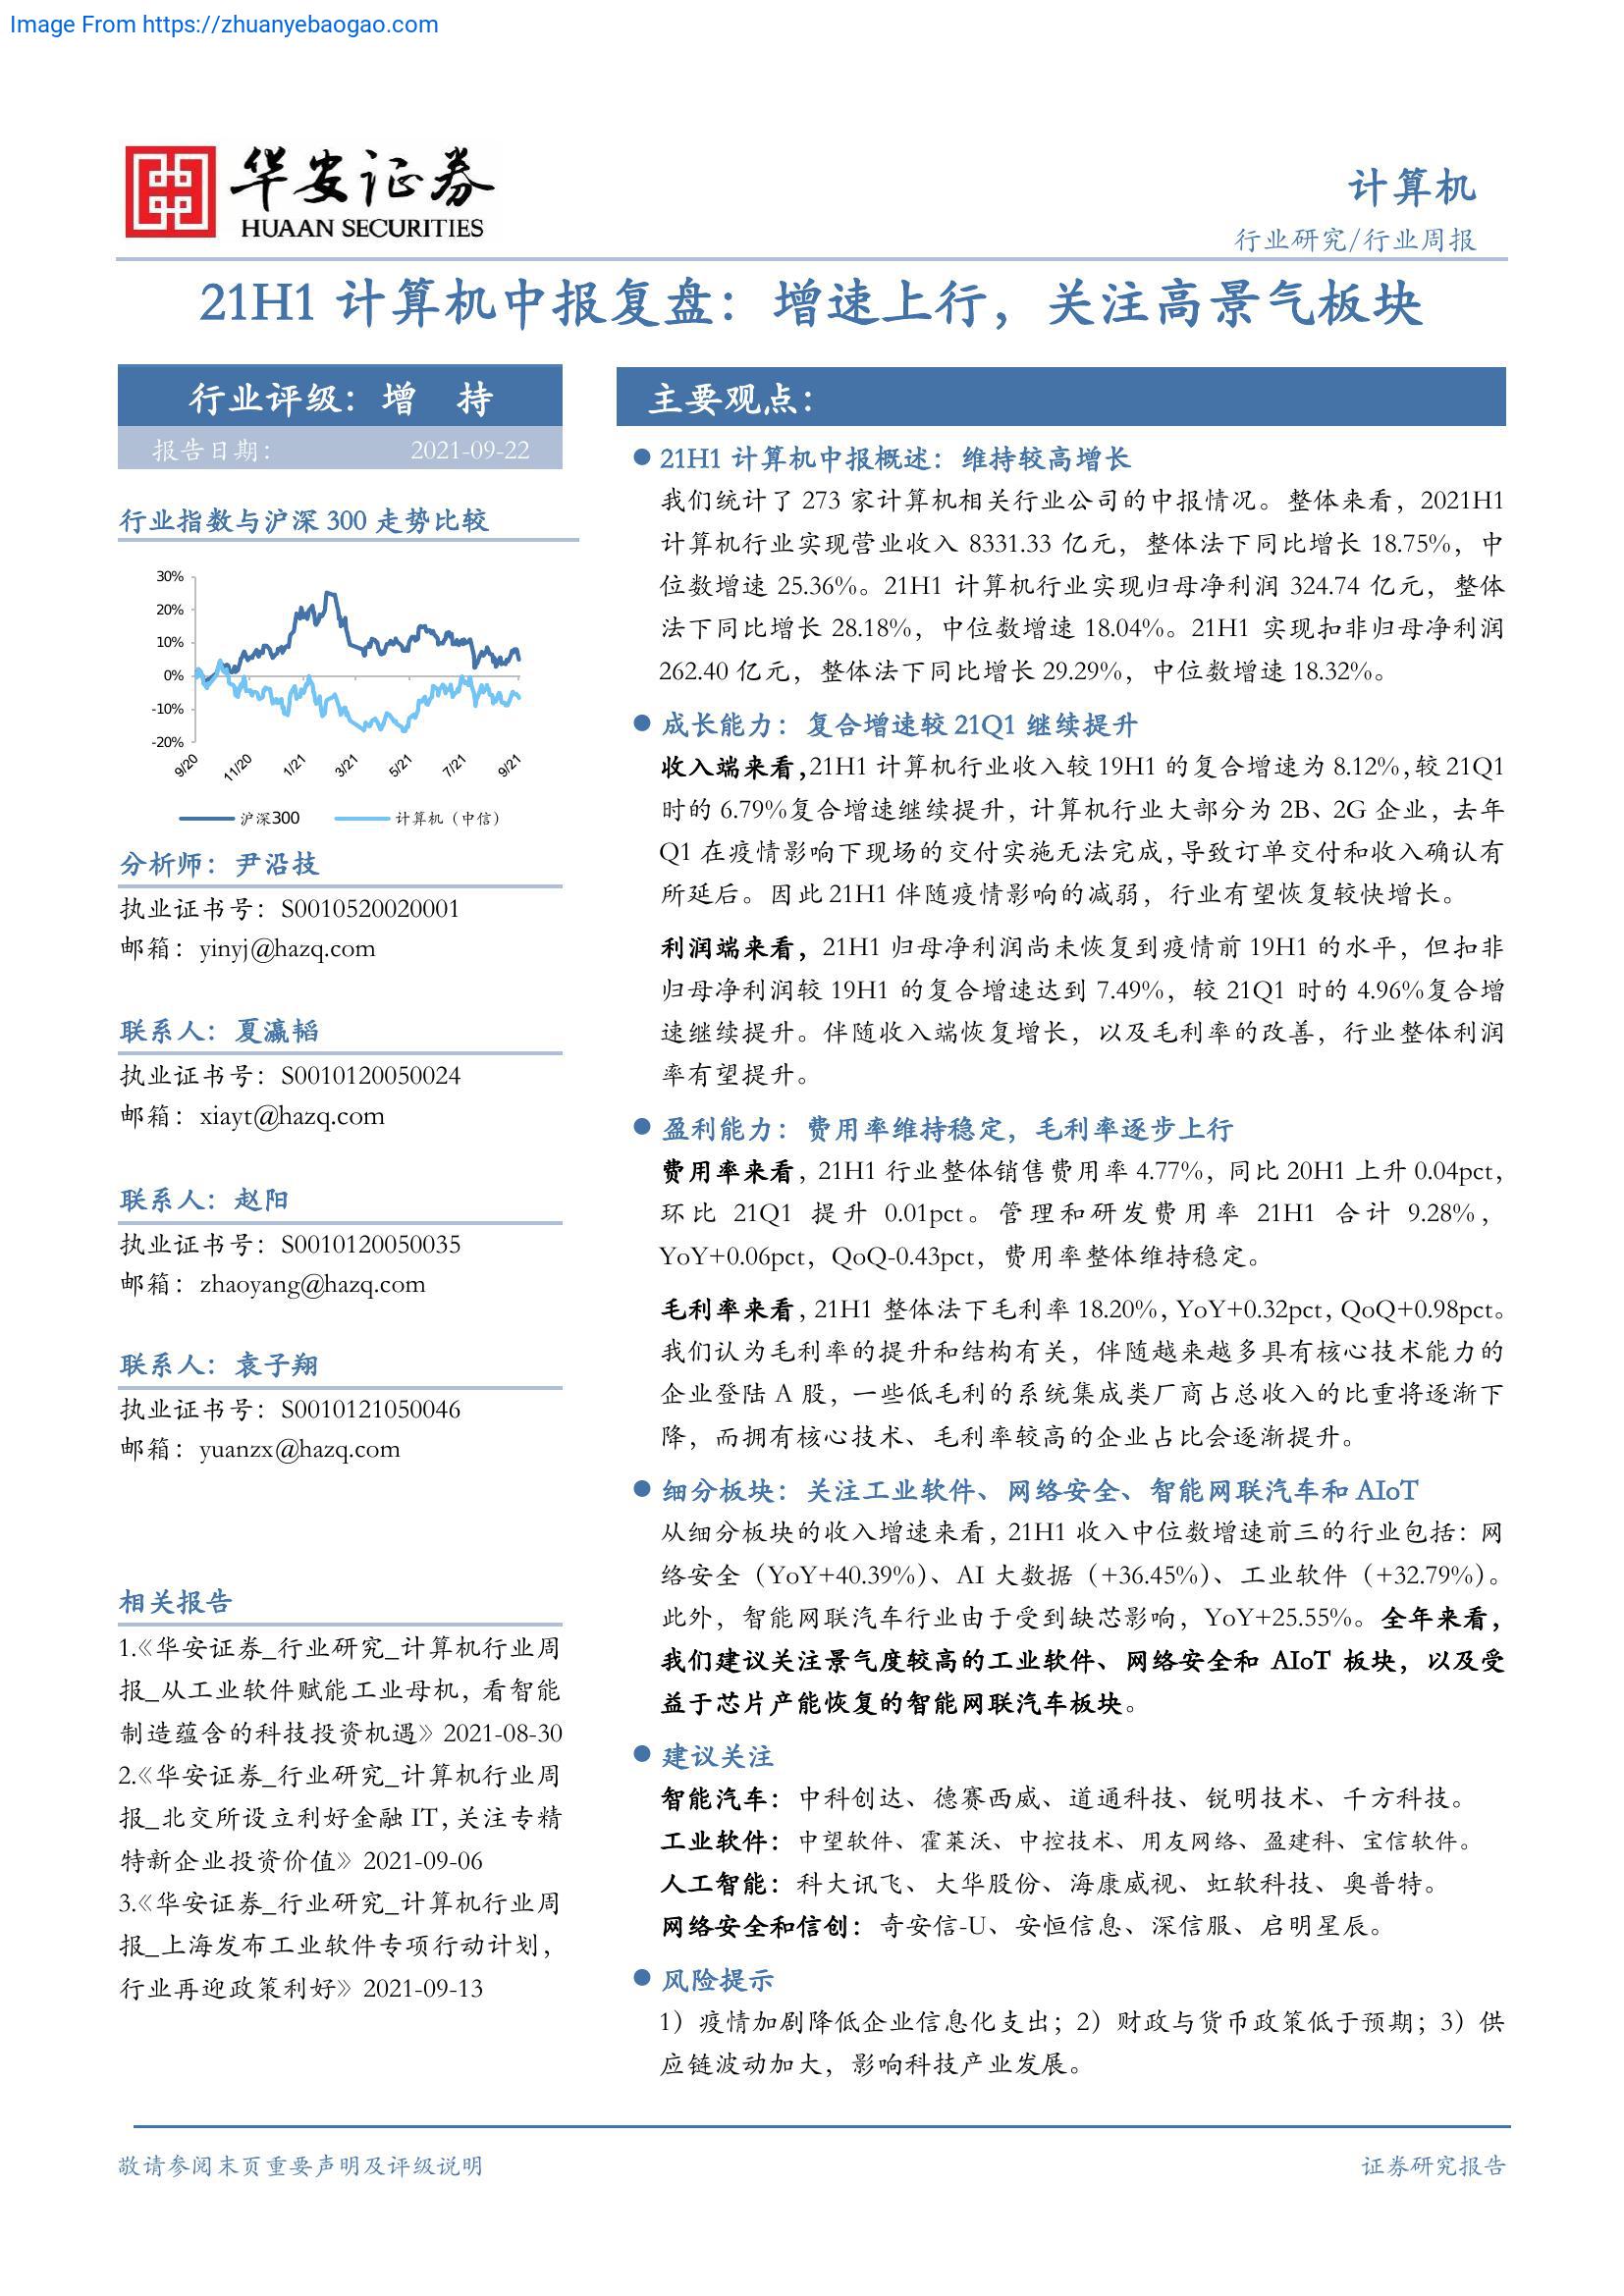 Image From https://zhuanyebaogao.com
华安证券
HUAAN SECURITIES
计算机
行业研究/行业周报
21H1 计算机中报复盘：增速上行，关注高景气板块
行业评级：增 持
报告日期： 2021-09-22
行业指数与沪深 300 走势比较
30%
20%
10%
0%
-10%
-20%
9/20 11/20 1/21 3/21 5/21 7/21 9/21
沪深300 计算机（中信）
分析师：尹沿技
执业证书号：S0010520020001
邮箱：yinyj@hazq.com
联系人：夏瀛韬
执业证书号：S0010120050024
邮箱：xiayt@hazq.com
联系人：赵阳
执业证书号：S0010120050035
邮箱：zhaoyang@hazq.com
联系人：袁子翔
执业证书号：S0010121050046
邮箱：yuanzx@hazq.com
相关报告
1.《华安证券_行业研究_计算机行业周
报_从工业软件赋能工业母机，看智能
制造蕴含的科技投资机遇》2021-08-30
2.《华安证券_行业研究_计算机行业周
报_北交所设立利好金融 IT，关注专精
特新企业投资价值》2021-09-06
3.《华安证券_行业研究_计算机行业周
报_上海发布工业软件专项行动计划，
行业再迎政策利好》2021-09-13
主要观点：
● 21H1 计算机中报概述：维持较高增长
我们统计了 273 家计算机相关行业公司的中报情况。整体来看，2021H1
计算机行业实现营业收入 8331.33 亿元，整体法下同比增长 18.75%，中
位数增速 25.36%。21H1 计算机行业实现归母净利润 324.74 亿元，整体
法下同比增长 28.18%，中位数增速 18.04%。21H1 实现扣非归母净利润
262.40 亿元，整体法下同比增长 29.29%，中位数增速 18.32%。
● 成长能力：复合增速较 21Q1 继续提升
收入端来看，21H1 计算机行业收入较 19H1 的复合增速为 8.12%，较 21Q1
时的 6.79%复合增速继续提升，计算机行业大部分为 2B、2G 企业，去年
Q1 在疫情影响下现场的交付实施无法完成，导致订单交付和收入确认有
所延后。因此 21H1 伴随疫情影响的减弱，行业有望恢复较快增长。
利润端来看，21H1 归母净利润尚未恢复到疫情前 19H1 的水平，但扣非
归母净利润较 19H1 的复合增速达到 7.49%，较 21Q1 时的 4.96%复合增
速继续提升。伴随收入端恢复增长，以及毛利率的改善，行业整体利润
率有望提升。
● 盈利能力：费用率维持稳定，毛利率逐步上行
费用率来看，21H1 行业整体销售费用率 4.77%，同比 20H1 上升 0.04pct，
环比 21Q1 提升 0.01pct。管理和研发费用率 21H1 合计 9.28%，
YoY+0.06pct，QoQ-0.43pct，费用率整体维持稳定。
毛利率来看，21H1 整体法下毛利率 18.20%，YoY+0.32pct，QoQ+0.98pct。
我们认为毛利率的提升和结构有关，伴随越来越多具有核心技术能力的
企业登陆 A 股，一些低毛利的系统集成类厂商占总收入的比重将逐渐下
降，而拥有核心技术、毛利率较高的企业占比会逐渐提升。
● 细分板块：关注工业软件、网络安全、智能网联汽车和 AIoT
从细分板块的收入增速来看，21H1 收入中位数增速前三的行业包括：网
络安全（YoY+40.39%）、AI 大数据（+36.45%）、工业软件（+32.79%）。
此外，智能网联汽车行业由于受到缺芯影响，YoY+25.55%。全年来看，
我们建议关注景气度较高的工业软件、网络安全和 AIoT 板块，以及受
益于芯片产能恢复的智能网联汽车板块。
● 建议关注
智能汽车：中科创达、德赛西威、道通科技、锐明技术、千方科技。
工业软件：中望软件、霍莱沃、中控技术、用友网络、盈建科、宝信软件。
人工智能：科大讯飞、大华股份、海康威视、虹软科技、奥普特。
网络安全和信创：奇安信-U、安恒信息、深信服、启明星辰。
● 风险提示
1）疫情加剧降低企业信息化支出；2）财政与货币政策低于预期；3）供
应链波动加大，影响科技产业发展。
敬请参阅末页重要声明及评级说明
证券研究报告